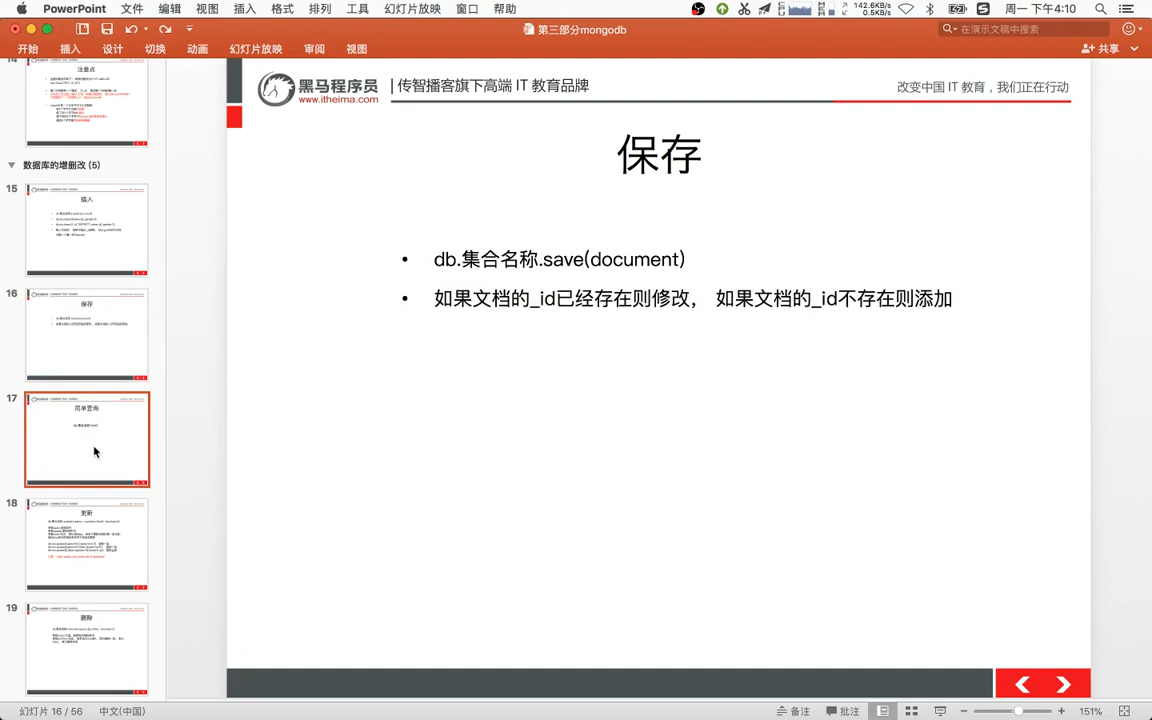 PowerPoint 文件 编辑 视图 插入 格式 排列 工具 幻灯片放映 窗口 帮助
142.6KB/s
0.5KB/s
周一 下午4:10
第三部分mongodb
在演示文稿中搜索
开始 插入 设计 切换 动画 幻灯片放映 审阅 视图
共享
14
注意点
数据库的增删改 (5)
15
插入
16
保存
17
简单查询
18
更新
19
删除
黑马程序员
www.itheima.com
传智播客旗下高端 IT 教育品牌
改变中国 IT 教育，我们正在行动
保存
• db.集合名称.save(document)
• 如果文档的_id已经存在则修改， 如果文档的_id不存在则添加
幻灯片 16 / 56 中文(中国)
备注 批注
151%